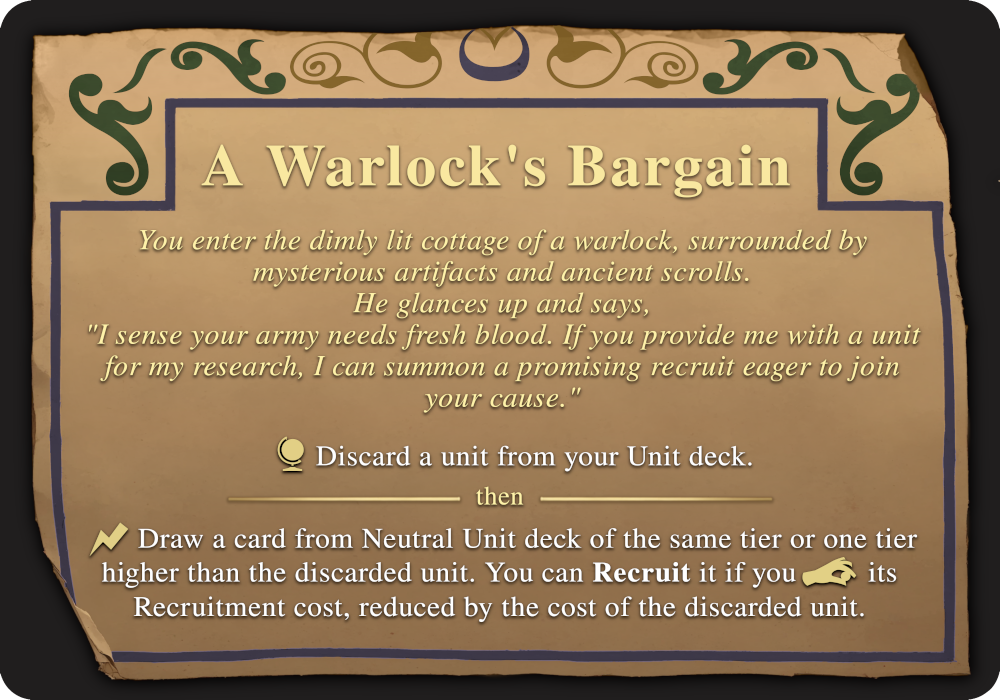 A Warlock's Bargain
You enter the dimly lit cottage of a warlock, surrounded by
mysterious artifacts and ancient scrolls.
He glances up and says,
"I sense your army needs fresh blood. If you provide me with a unit
for my research, I can summon a promising recruit eager to join
your cause."
Discard a unit from your Unit deck.
then
Draw a card from Neutral Unit deck of the same tier or one tier
higher than the discarded unit. You can Recruit it if you its
Recruitment cost, reduced by the cost of the discarded unit.